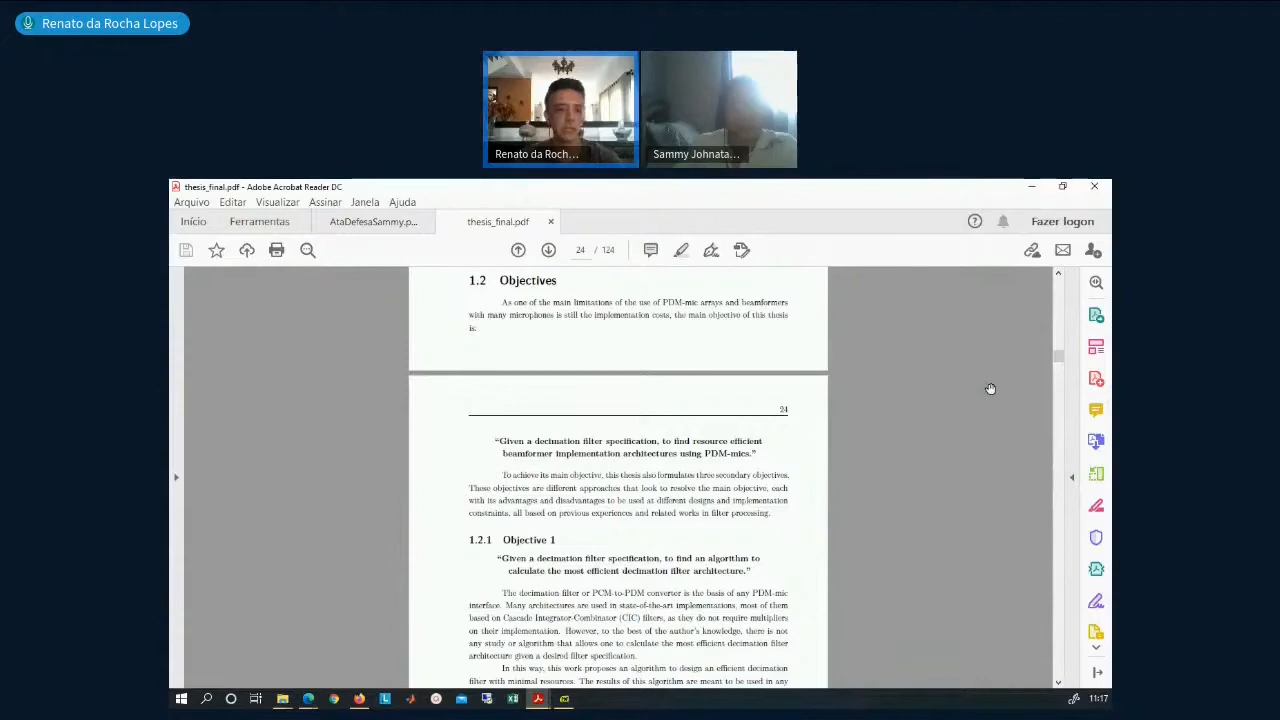 Renato da Rocha Lopes
Renato da Roch...
Sammy Johnata...
thesis_final.pdf - Adobe Acrobat Reader DC
Arquivo Editar Visualizar Assinar Janela Ajuda
Início Ferramentas AtaDefesaSammy.p... thesis_final.pdf × Fazer logon
24 / 124
1.2 Objectives
As one of the main limitations of the use of PDM-mic arrays and beamformers
with many microphones is still the implementation costs, the main objective of this thesis
is:
24
“Given a decimation filter specification, to find resource efficient
beamformer implementation architectures using PDM-mics.”
To achieve its main objective, this thesis also formulates three secondary objectives.
These objectives are different approaches that look to resolve the main objective, each
with its advantages and disadvantages to be used at different designs and implementation
constraints, all based on previous experiences and related works in filter processing.
1.2.1 Objective 1
“Given a decimation filter specification, to find an algorithm to
calculate the most efficient decimation filter architecture.”
The decimation filter or PCM-to-PDM converter is the basis of any PDM-mic
interface. Many architectures are used in state-of-the-art implementations, most of them
based on Cascade Integrator-Combinator (CIC) filters, as they do not require multipliers
on their implementation. However, to the best of the author's knowledge, there is not
any study or algorithm that allows one to calculate the most efficient decimation filter
architecture given a desired filter specification.
In this way, this work proposes an algorithm to design an efficient decimation
filter with minimal resources. The results of this algorithm are meant to be used in any
11:17